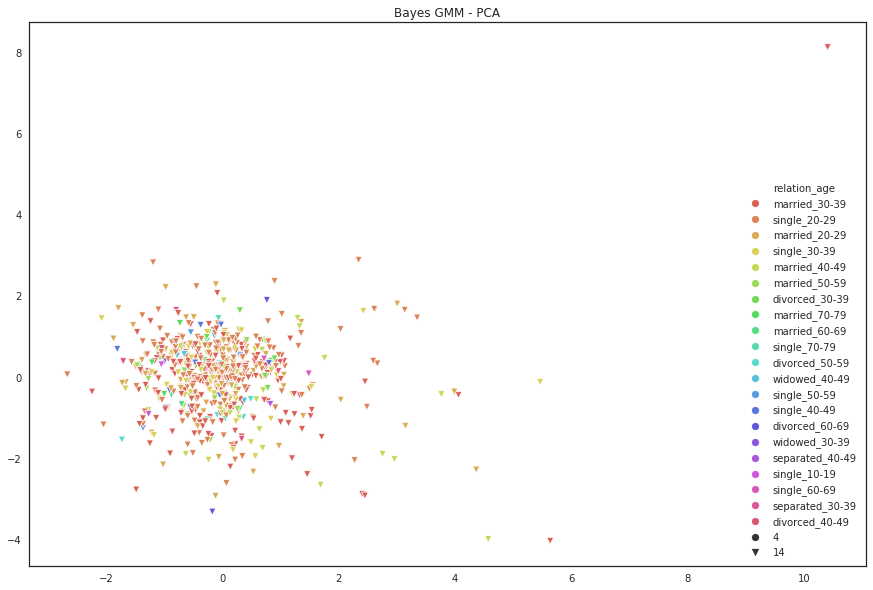 Bayes GMM - PCA
8
6
4
2
0
−2
−4
−2
0
2
4
6
8
10
relation_age
married_30-39
single_20-29
married_20-29
single_30-39
married_40-49
married_50-59
divorced_30-39
married_70-79
married_60-69
single_70-79
divorced_50-59
widowed_40-49
single_50-59
single_40-49
divorced_60-69
widowed_30-39
separated_40-49
single_10-19
single_60-69
separated_30-39
divorced_40-49
4
14